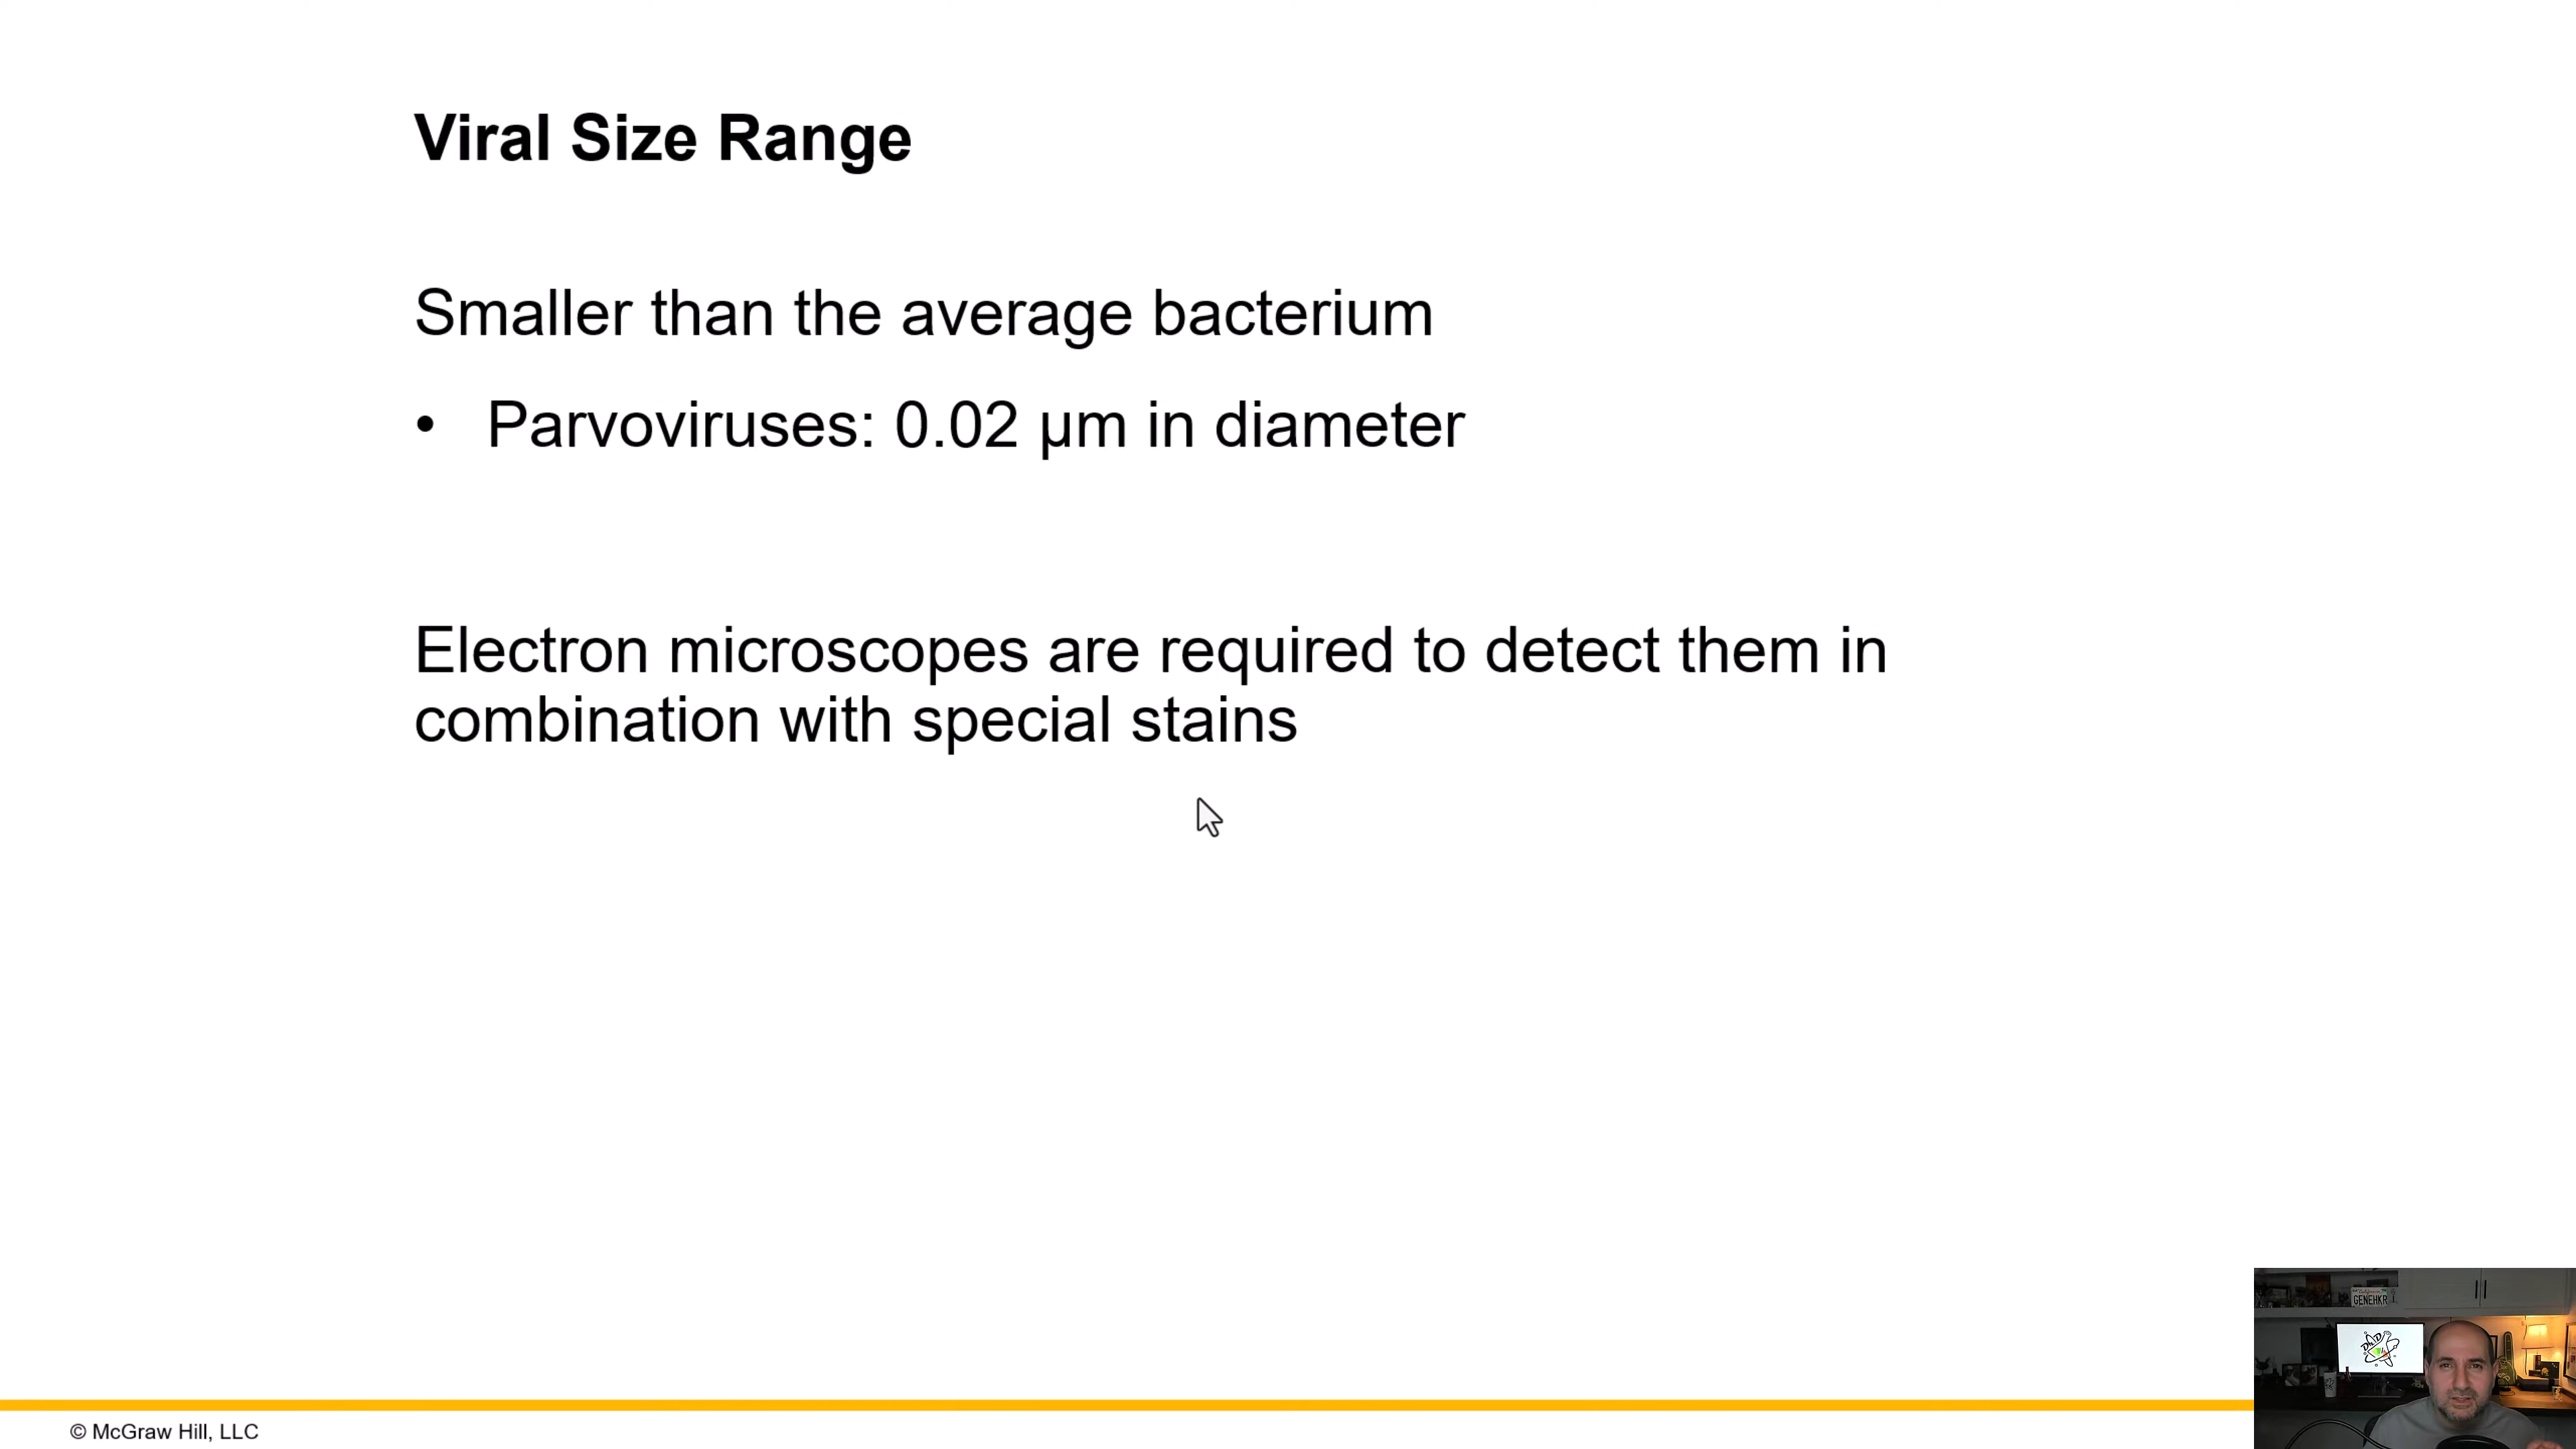 Viral Size Range
Smaller than the average bacterium
• Parvoviruses: 0.02 µm in diameter
Electron microscopes are required to detect them in
combination with special stains
GENEHKR
© McGraw Hill, LLC